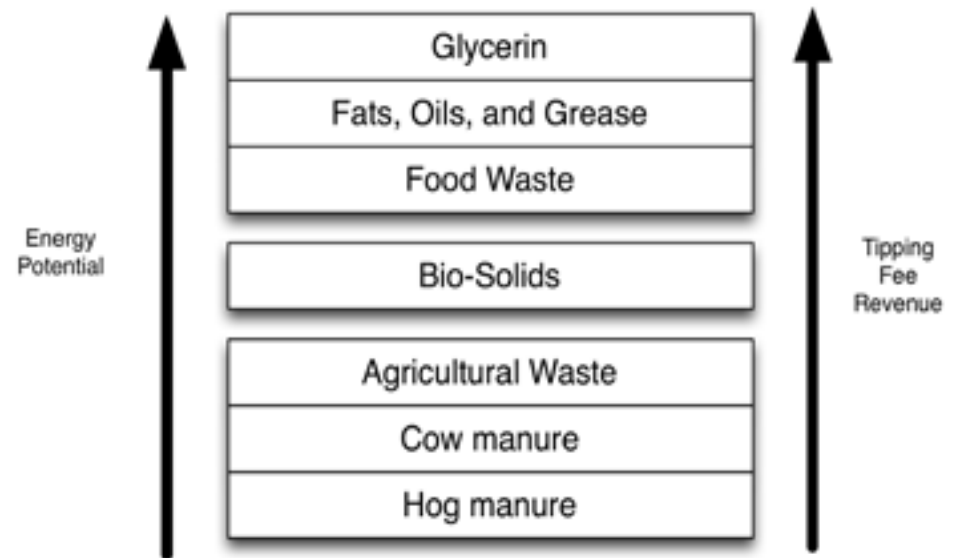 Glycerin
Fats, Oils, and Grease
Food Waste
Energy
Potential
Bio-Solids
Tipping
Fee
Revenue
Agricultural Waste
Cow manure
Hog manure